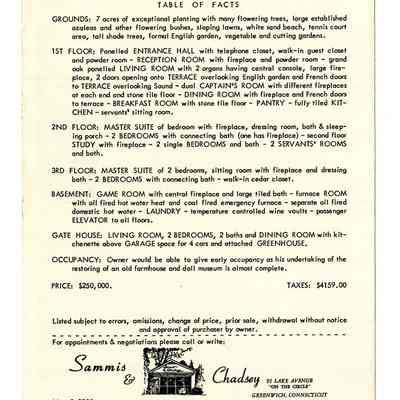 TABLE OF FACTS
GROUNDS: 7 acres of exceptional planting with many flowering trees, large established
azaleas and other flowering bushes, sloping lawns, white sand beach, tennis court
area, tall shade trees, formal English garden, vegetable and cutting gardens.
1ST FLOOR: Panelled ENTRANCE HALL with telephone closet, walk-in guest closet
and powder room - RECEPTION ROOM with fireplace and powder room - grand
oak panelled LIVING ROOM with 2 organs having central console, large fire-
place, 2 doors opening onto TERRACE overlooking English garden and French doors
to TERRACE overlooking Sound - dual CAPTAIN'S ROOM with different fireplaces
at each end and stone tile floor - DINING ROOM with fireplace and French doors
to terrace - BREAKFAST ROOM with stone tile floor - PANTRY - fully tiled KIT-
CHEN - servants' sitting room.
2ND FLOOR: MASTER SUITE of bedroom with fireplace, dressing room, bath & sleep-
ing porch - 2 BEDROOMS with connecting bath (one has fireplace) - second floor
STUDY with fireplace - 2 single BEDROOMS and bath - 2 SERVANTS' ROOMS
and bath.
3RD FLOOR: MASTER SUITE of 2 bedrooms, sitting room with fireplace and dressing
bath - 2 BEDROOMS with connecting bath - walk-in cedar closet.
BASEMENT: GAME ROOM with central fireplace and large tiled bath - furnace ROOM
with oil fired hot water heat and coal fired emergency furnace - separate oil fired
domestic hot water - LAUNDRY - temperature controlled wine vaults - passenger
ELEVATOR to all floors.
GATE HOUSE: LIVING ROOM, 2 BEDROOMS, 2 baths and DINING ROOM with kit-
chenette above GARAGE space for 4 cars and attached GREENHOUSE.
OCCUPANCY: Owner would be able to give early occupancy as his undertaking of the
restoring of an old farmhouse and doll museum is almost complete.
PRICE: $250,000. TAXES: $4159.00
Listed subject to errors, omissions, change of price, prior sale, withdrawal without notice
and approval of purchaser by owner.
For appointments & negotiations please call or write:
Sammis
& Chadsey
21 LAKE AVENUE
"ON THE CIRCLE"
GREENWICH, CONNECTICUT